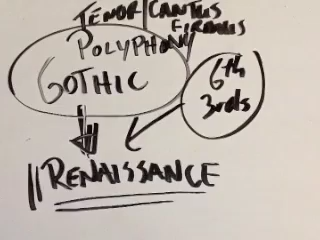 TENOR/CANTUS
FIRMUS
POLYPHONY
GOTHIC
6th
3rds
RENAISSANCE